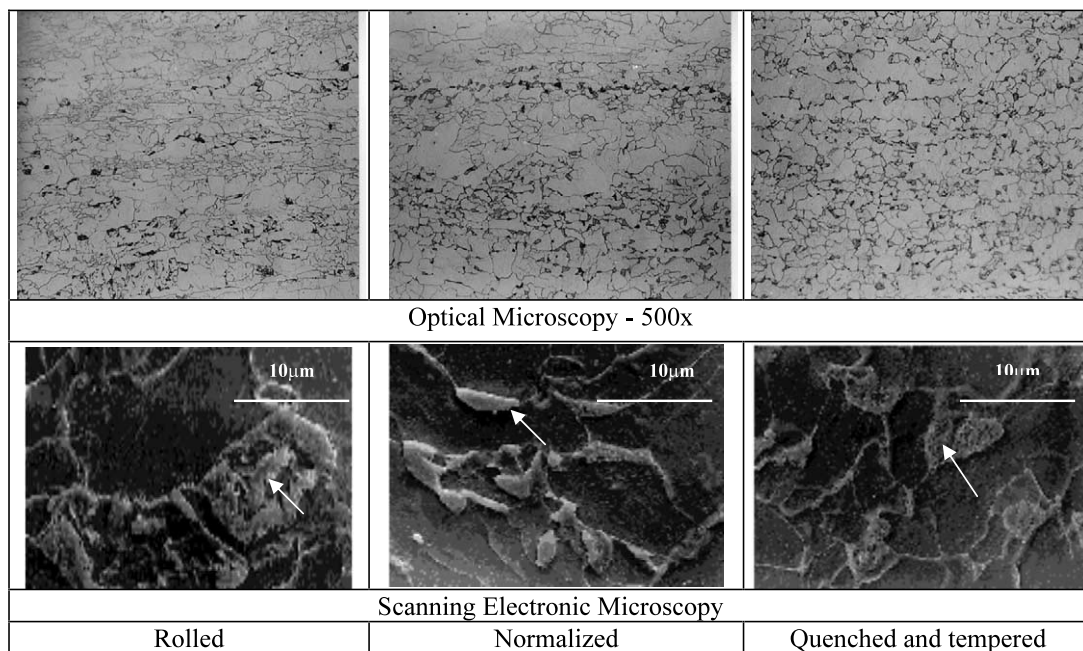 Optical Microscopy - 500x
10μm
10μm
10μm
Scanning Electronic Microscopy
Rolled
Normalized
Quenched and tempered